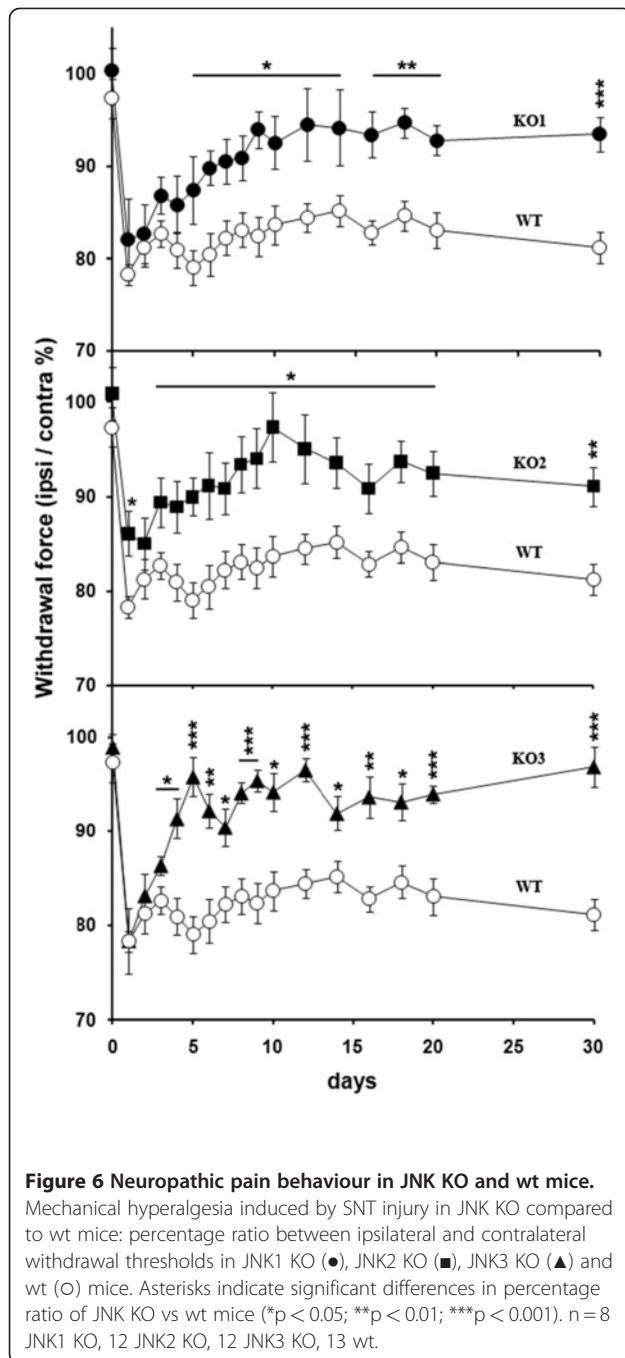 100
90
80
70
*
**
***
KO1
WT
100
90
80
70
*
*
**
KO2
WT
100
90
80
70
*
***
**
*
***
*
***
*
**
*
***
***
KO3
WT
Withdrawal force (ipsi / contra %)
0 5 10 15 20 25 30
days
Figure 6 Neuropathic pain behaviour in JNK KO and wt mice.
Mechanical hyperalgesia induced by SNT injury in JNK KO compared
to wt mice: percentage ratio between ipsilateral and contralateral
withdrawal thresholds in JNK1 KO (●), JNK2 KO (■), JNK3 KO (▲) and
wt (O) mice. Asterisks indicate significant differences in percentage
ratio of JNK KO vs wt mice (*p < 0.05; **p < 0.01; ***p < 0.001). n = 8
JNK1 KO, 12 JNK2 KO, 12 JNK3 KO, 13 wt.